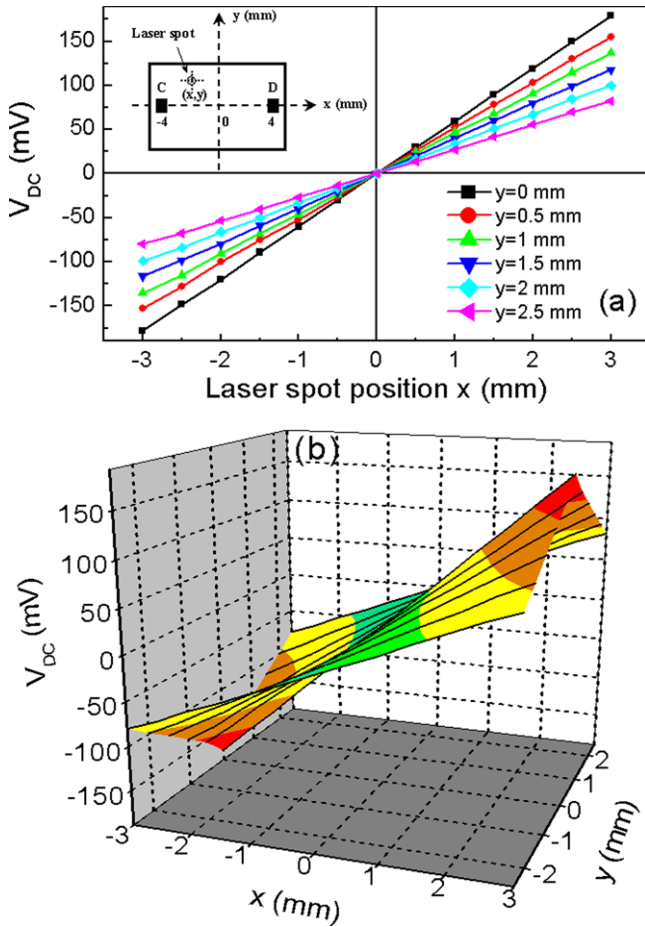 y (mm)
Laser spot
(x,y)
C
D
x (mm)
-4
0
4
150
100
50
0
-50
-100
-150
V_DC (mV)
y=0 mm
y=0.5 mm
y=1 mm
y=1.5 mm
y=2 mm
y=2.5 mm
(a)
-3 -2 -1 0 1 2 3
Laser spot position x (mm)
(b)
150
100
50
0
-50
-100
-150
V_DC (mV)
-3 -2 -1 0 1 2 3
x (mm)
2
1
0
-1
-2
y (mm)